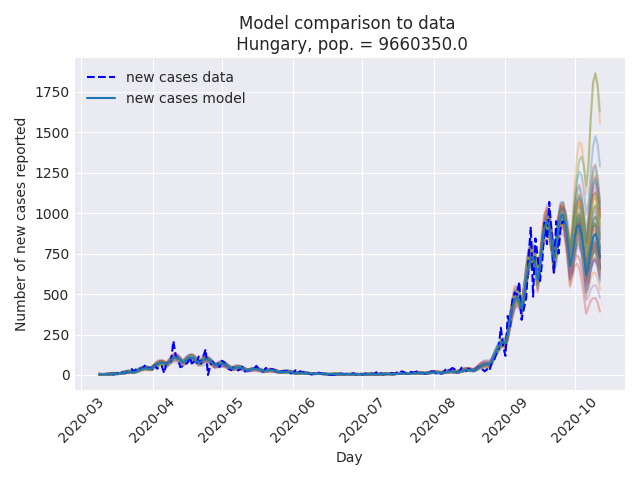 Model comparison to data
Hungary, pop. = 9660350.0
new cases data
new cases model
Number of new cases reported
1750
1500
1250
1000
750
500
250
0
2020-03
2020-04
2020-05
2020-06
2020-07
2020-08
2020-09
2020-10
Day